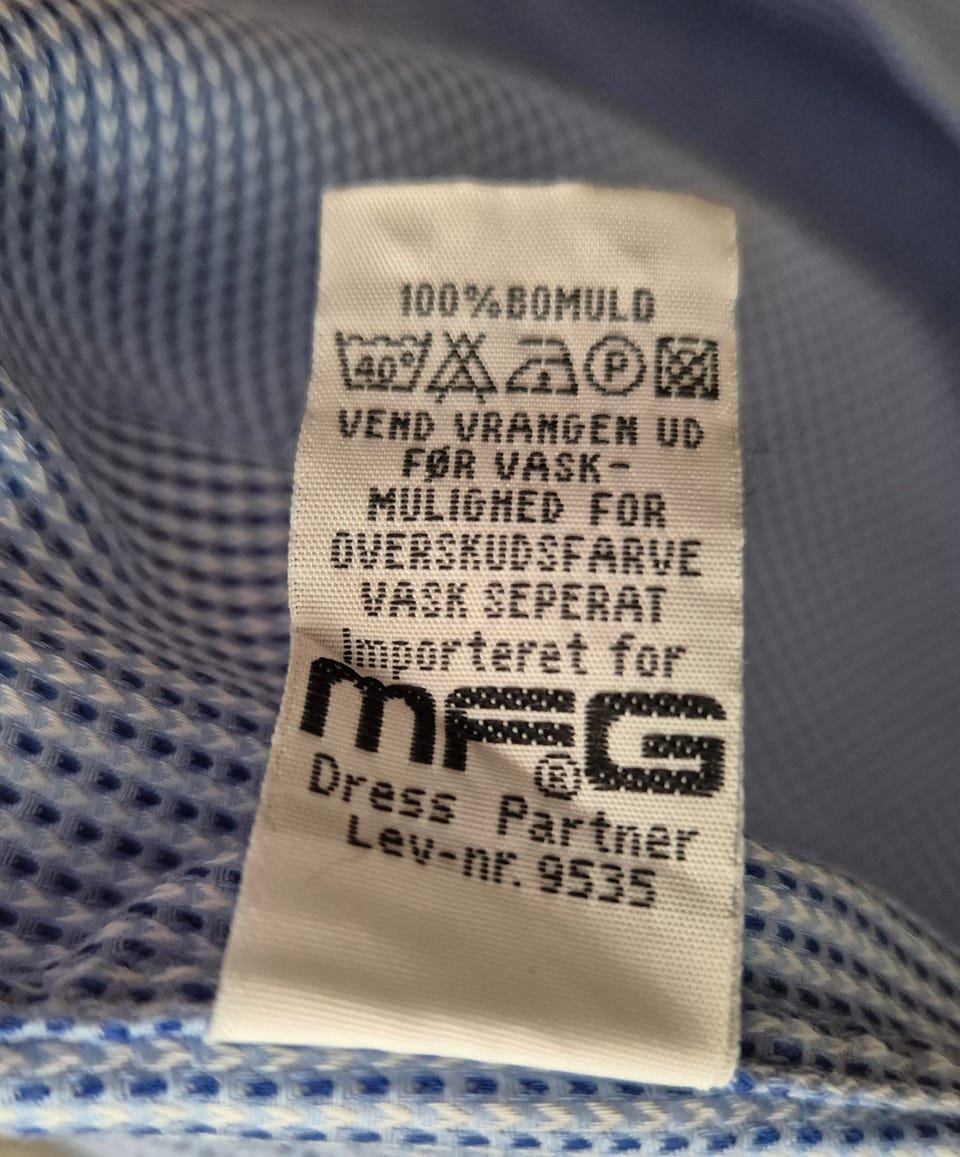 100%BOMULD
40° P
VEND VRANGEN UD
FØR VASK-
MULIGHED FOR
OVERSKUDSFARVE
VASK SEPERAT
Importeret for
mFG®
Dress Partner
Lev-nr. 9535